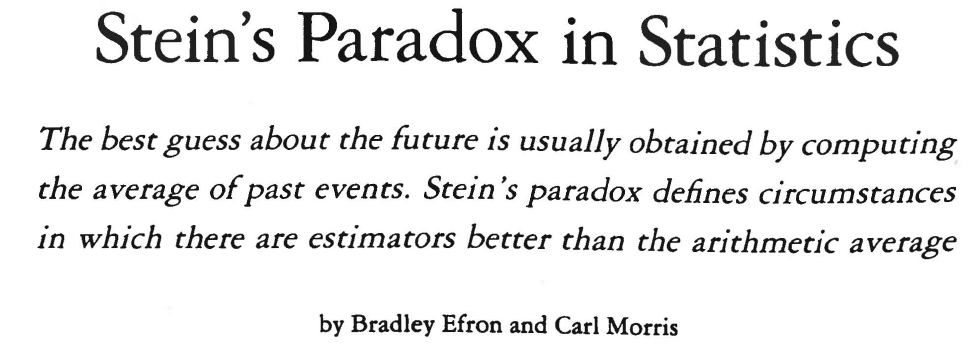 Stein's Paradox in Statistics
The best guess about the future is usually obtained by computing
the average of past events. Stein's paradox defines circumstances
in which there are estimators better than the arithmetic average
by Bradley Efron and Carl Morris